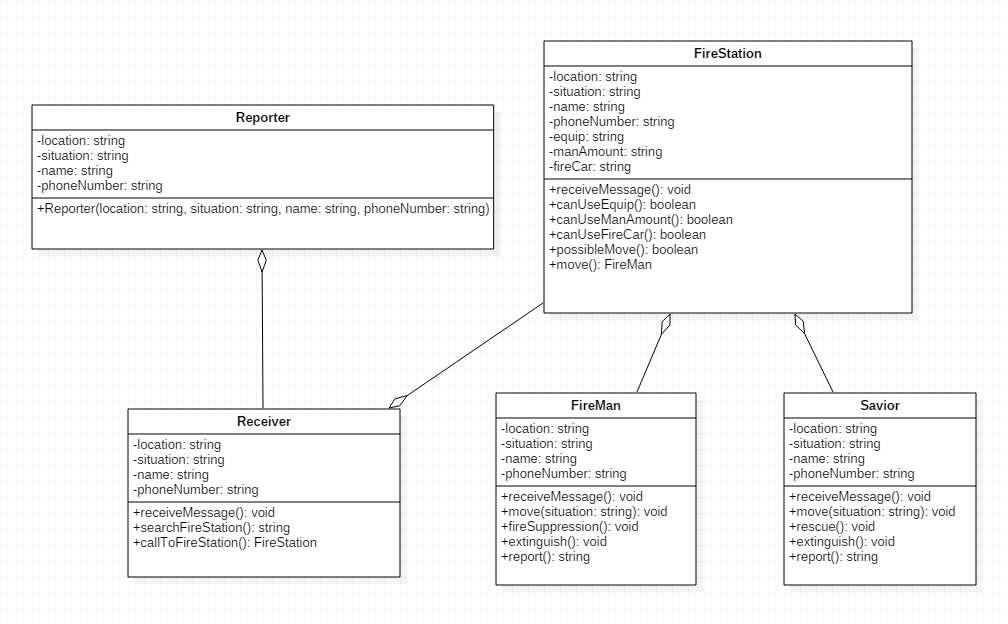 Reporter
-location: string
-situation: string
-name: string
-phoneNumber: string
+Reporter(location: string, situation: string, name: string, phoneNumber: string)
FireStation
-location: string
-situation: string
-name: string
-phoneNumber: string
-equip: string
-manAmount: string
-fireCar: string
+receiveMessage(): void
+canUseEquip(): boolean
+canUseManAmount(): boolean
+canUseFireCar(): boolean
+possibleMove(): boolean
+move(): FireMan
Receiver
-location: string
-situation: string
-name: string
-phoneNumber: string
+receiveMessage(): void
+searchFireStation(): string
+callToFireStation(): FireStation
FireMan
-location: string
-situation: string
-name: string
-phoneNumber: string
+receiveMessage(): void
+move(situation: string): void
+fireSuppression(): void
+extinguish(): void
+report(): string
Savior
-location: string
-situation: string
-name: string
-phoneNumber: string
+receiveMessage(): void
+move(situation: string): void
+rescue(): void
+extinguish(): void
+report(): string